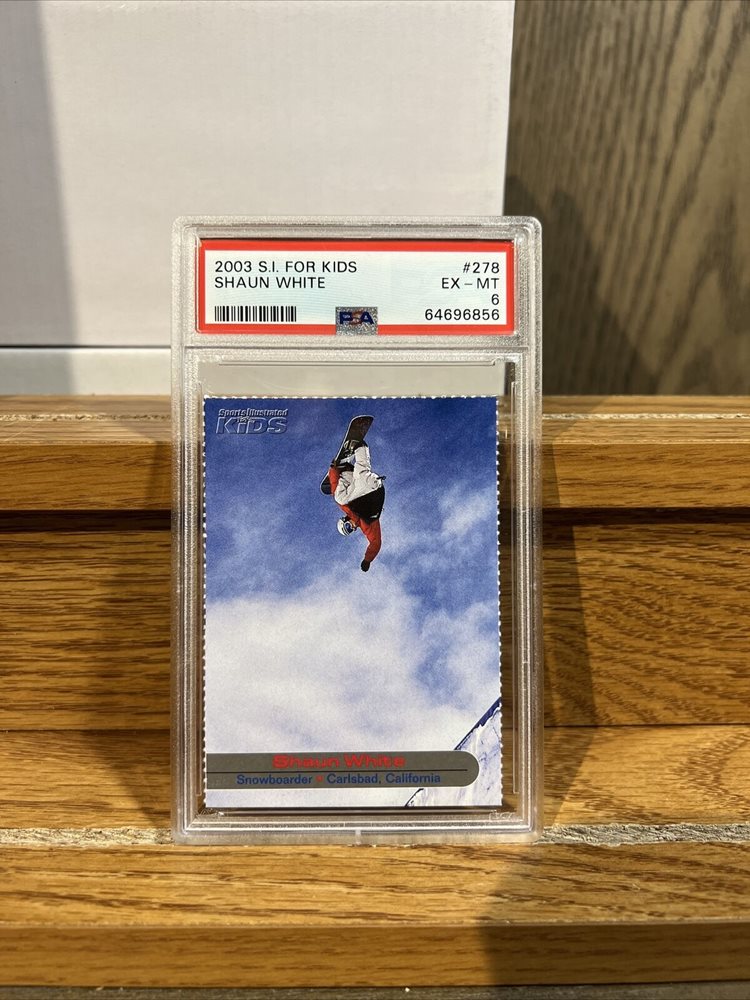 2003 S.I. FOR KIDS #278
SHAUN WHITE EX - MT
6
PSA 64696856
Sports Illustrated
FOR
KIDS
Shaun White
Snowboarder • Carlsbad, California